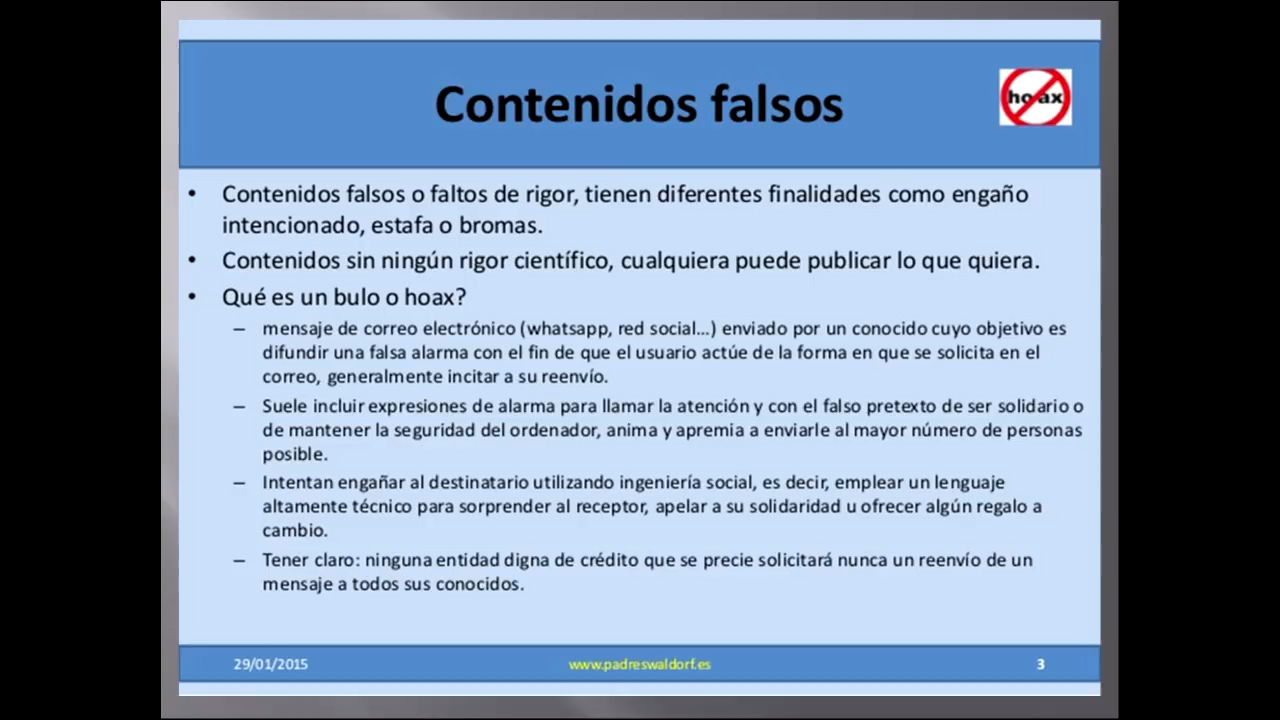 Contenidos falsos
hoax
• Contenidos falsos o faltos de rigor, tienen diferentes finalidades como engaño
intencionado, estafa o bromas.
• Contenidos sin ningún rigor científico, cualquiera puede publicar lo que quiera.
• Qué es un bulo o hoax?
– mensaje de correo electrónico (whatsapp, red social…) enviado por un conocido cuyo objetivo es
difundir una falsa alarma con el fin de que el usuario actúe de la forma en que se solicita en el
correo, generalmente incitar a su reenvío.
– Suele incluir expresiones de alarma para llamar la atención y con el falso pretexto de ser solidario o
de mantener la seguridad del ordenador, anima y apremia a enviarle al mayor número de personas
posible.
– Intentan engañar al destinatario utilizando ingeniería social, es decir, emplear un lenguaje
altamente técnico para sorprender al receptor, apelar a su solidaridad u ofrecer algún regalo a
cambio.
– Tener claro: ninguna entidad digna de crédito que se precie solicitará nunca un reenvío de un
mensaje a todos sus conocidos.
29/01/2015
www.padreswaldorf.es
3